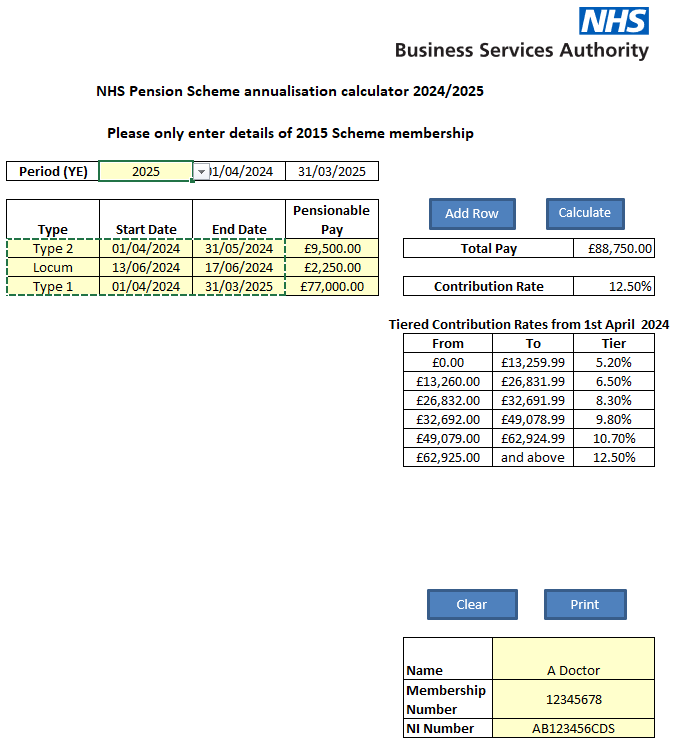 NHS
Business Services Authority
NHS Pension Scheme annualisation calculator 2024/2025
Please only enter details of 2015 Scheme membership
Period (YE) 2025 01/04/2024 31/03/2025
Type Start Date End Date Pensionable Pay
Type 2 01/04/2024 31/05/2024 £9,500.00
Locum 13/06/2024 17/06/2024 £2,250.00
Type 1 01/04/2024 31/03/2025 £77,000.00
Add Row Calculate
Total Pay £88,750.00
Contribution Rate 12.50%
Tiered Contribution Rates from 1st April 2024
From To Tier
£0.00 £13,259.99 5.20%
£13,260.00 £26,831.99 6.50%
£26,832.00 £32,691.99 8.30%
£32,692.00 £49,078.99 9.80%
£49,079.00 £62,924.99 10.70%
£62,925.00 and above 12.50%
Clear Print
Name A Doctor
Membership Number 12345678
NI Number AB123456CDS